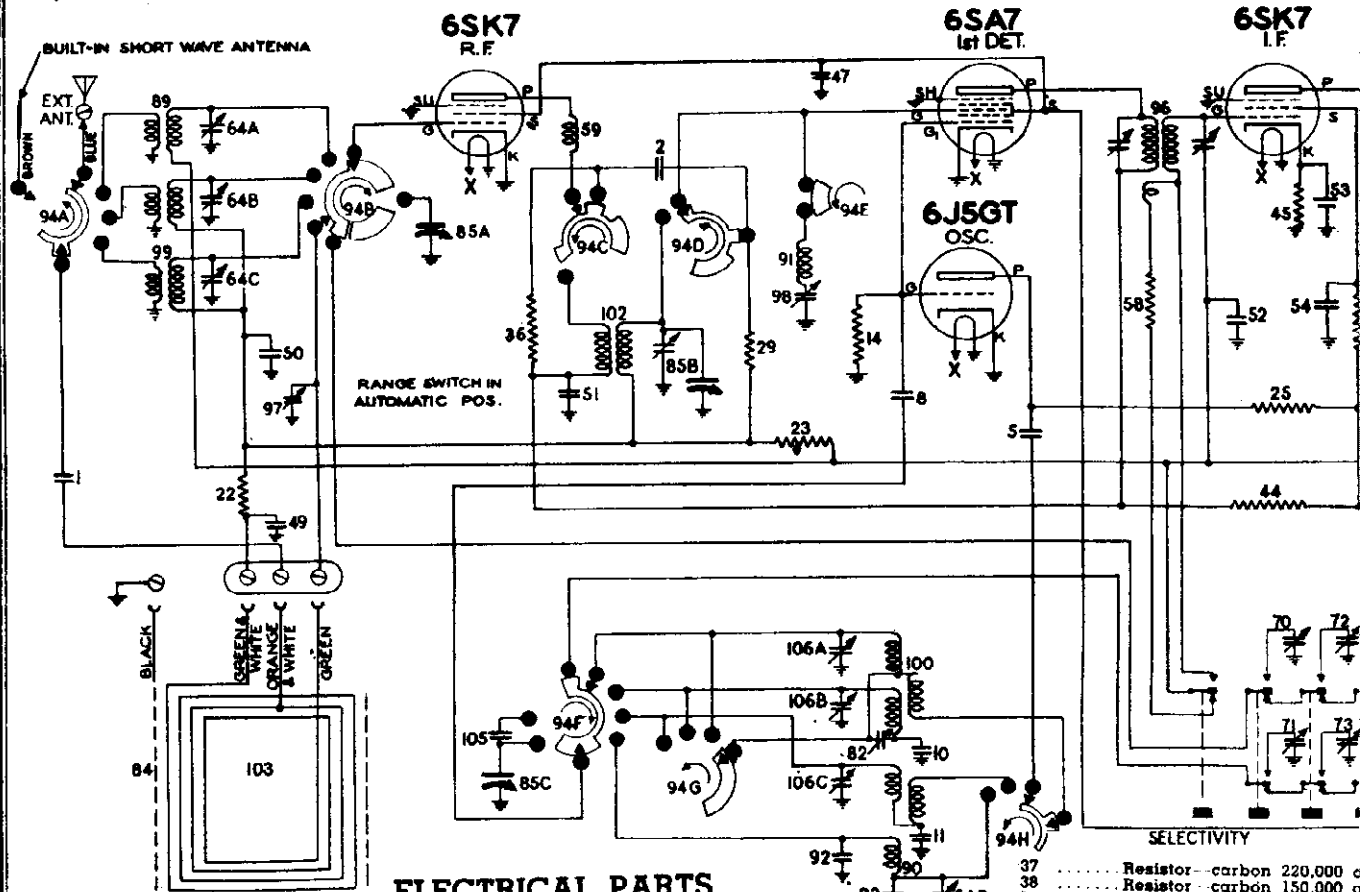 6SK7
R.F.
6SA7
1st DET.
6SK7
I.F.
BUILT-IN SHORT WAVE ANTENNA
EXT.
ANT.
BROWN
BLUE
89
64A
64B
64C
99
94A
94B
85A
SU
G
P
S
K
X
59
2
47
94C
94D
94E
91
98
102
36
51
85B
29
SH
G
G1
P
S
X
6J5GT
OSC.
G
P
K
X
14
8
5
96
58
SU
G
S
K
X
45
53
52
54
25
44
50
97
RANGE SWITCH IN
AUTOMATIC POS.
23
22
49
1
BLACK
GREEN &
WHITE
ORANGE
& WHITE
GREEN
84
103
105
85C
94F
94G
106A
106B
106C
82
100
10
11
92
90
94H
70
72
71
73
SELECTIVITY
ELECTRICAL PARTS
37 ...... Resistor—carbon 220,000
38 ...... Resistor—carbon 150,000